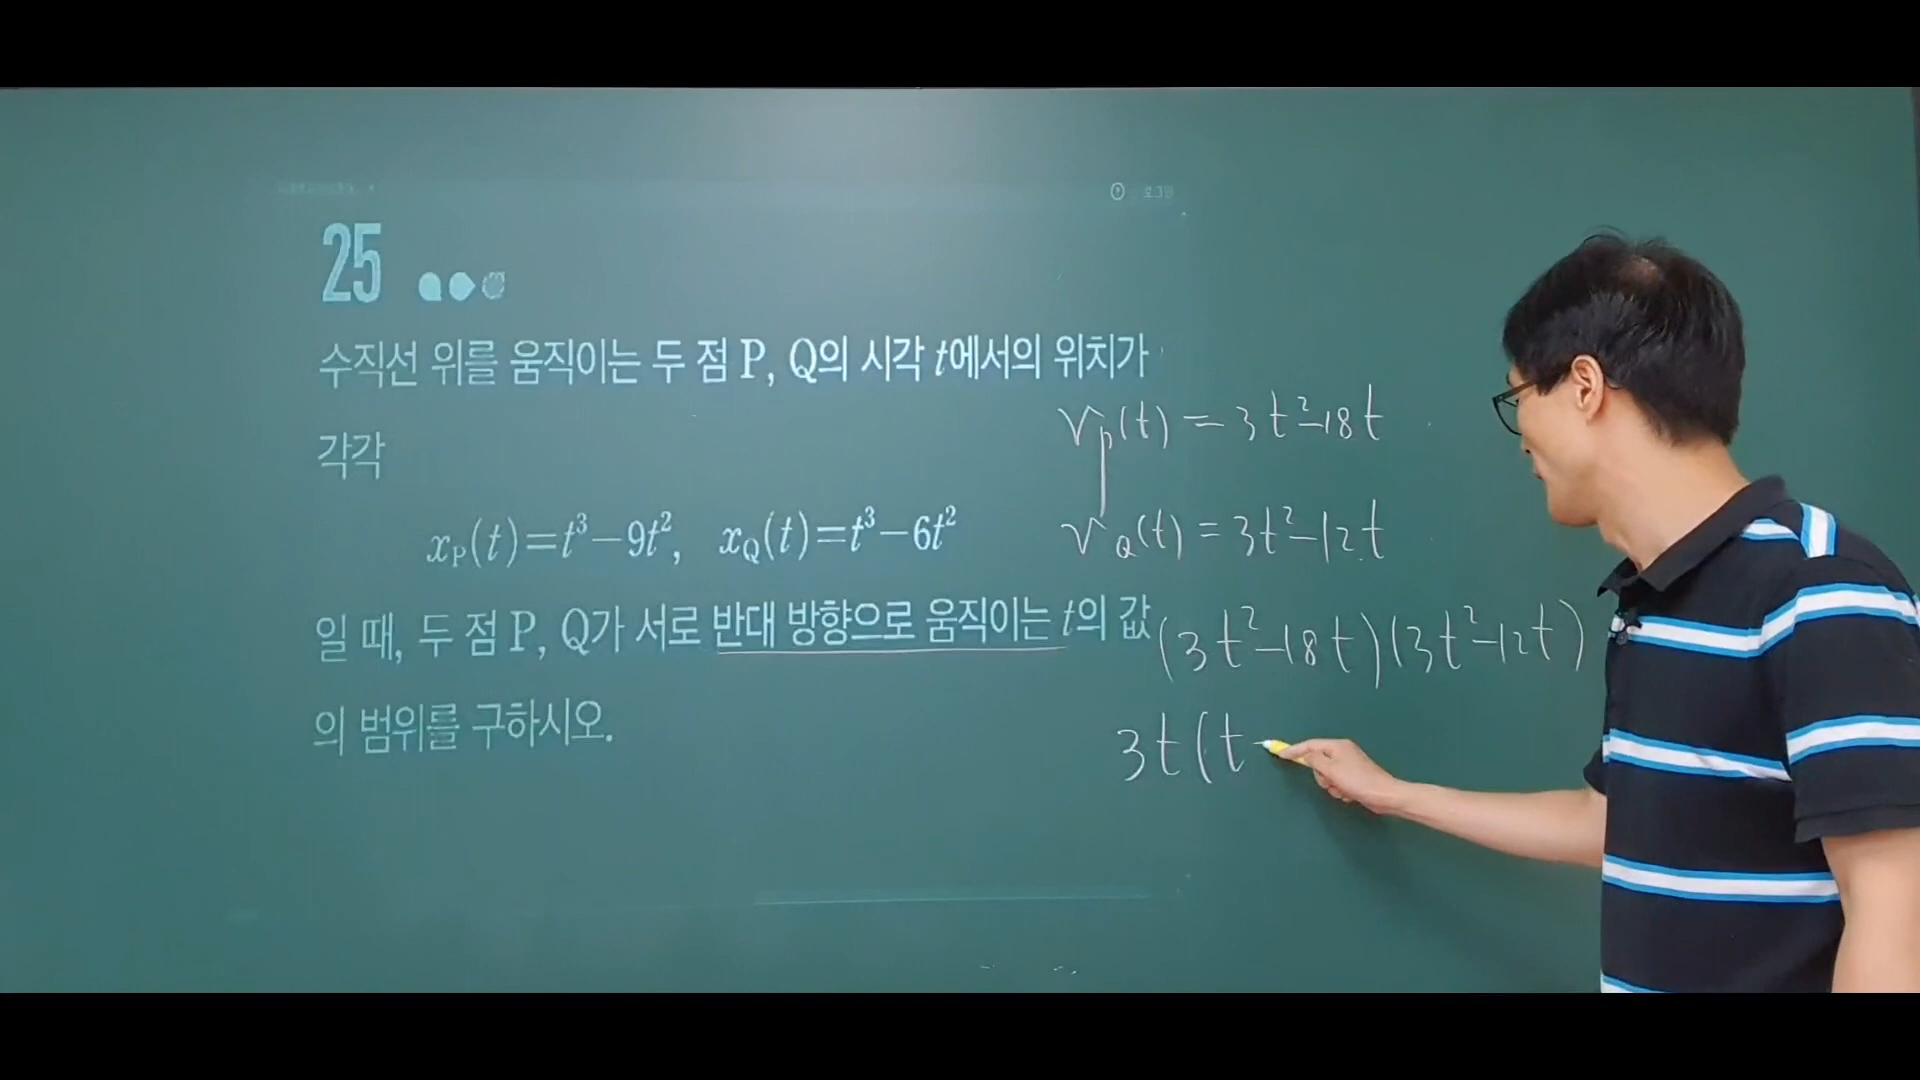 로그인
25
수직선 위를 움직이는 두 점 P, Q의 시각 t에서의 위치가
각각
x_P(t)=t³-9t², x_Q(t)=t³-6t²
일 때, 두 점 P, Q가 서로 반대 방향으로 움직이는 t의 값
의 범위를 구하시오.
v_p(t) = 3t²-18t
v_Q(t) = 3t²-12t
(3t²-18t)(3t²-12t)
3t(t-